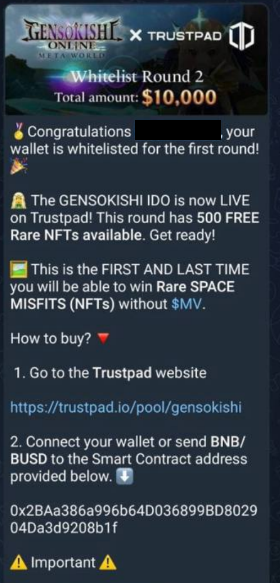 GENSOKISHI
ONLINE
META WORLD
X TRUSTPAD
Whitelist Round 2
Total amount: $10,000
🏅Congratulations , your
wallet is whitelisted for the first round!
🎉
👰 The GENSOKISHI IDO is now LIVE
on Trustpad! This round has 500 FREE
Rare NFTs available. Get ready!
🖼️This is the FIRST AND LAST TIME
you will be able to win Rare SPACE
MISFITS (NFTs) without $MV.
How to buy? 🔻
1. Go to the Trustpad website
https://trustpad.io/pool/gensokishi
2. Connect your wallet or send BNB/
BUSD to the Smart Contract address
provided below. ⬇️
0x2BAa386a996b64D036899BD8029
04Da3d9208b1f
⚠️ Important ⚠️